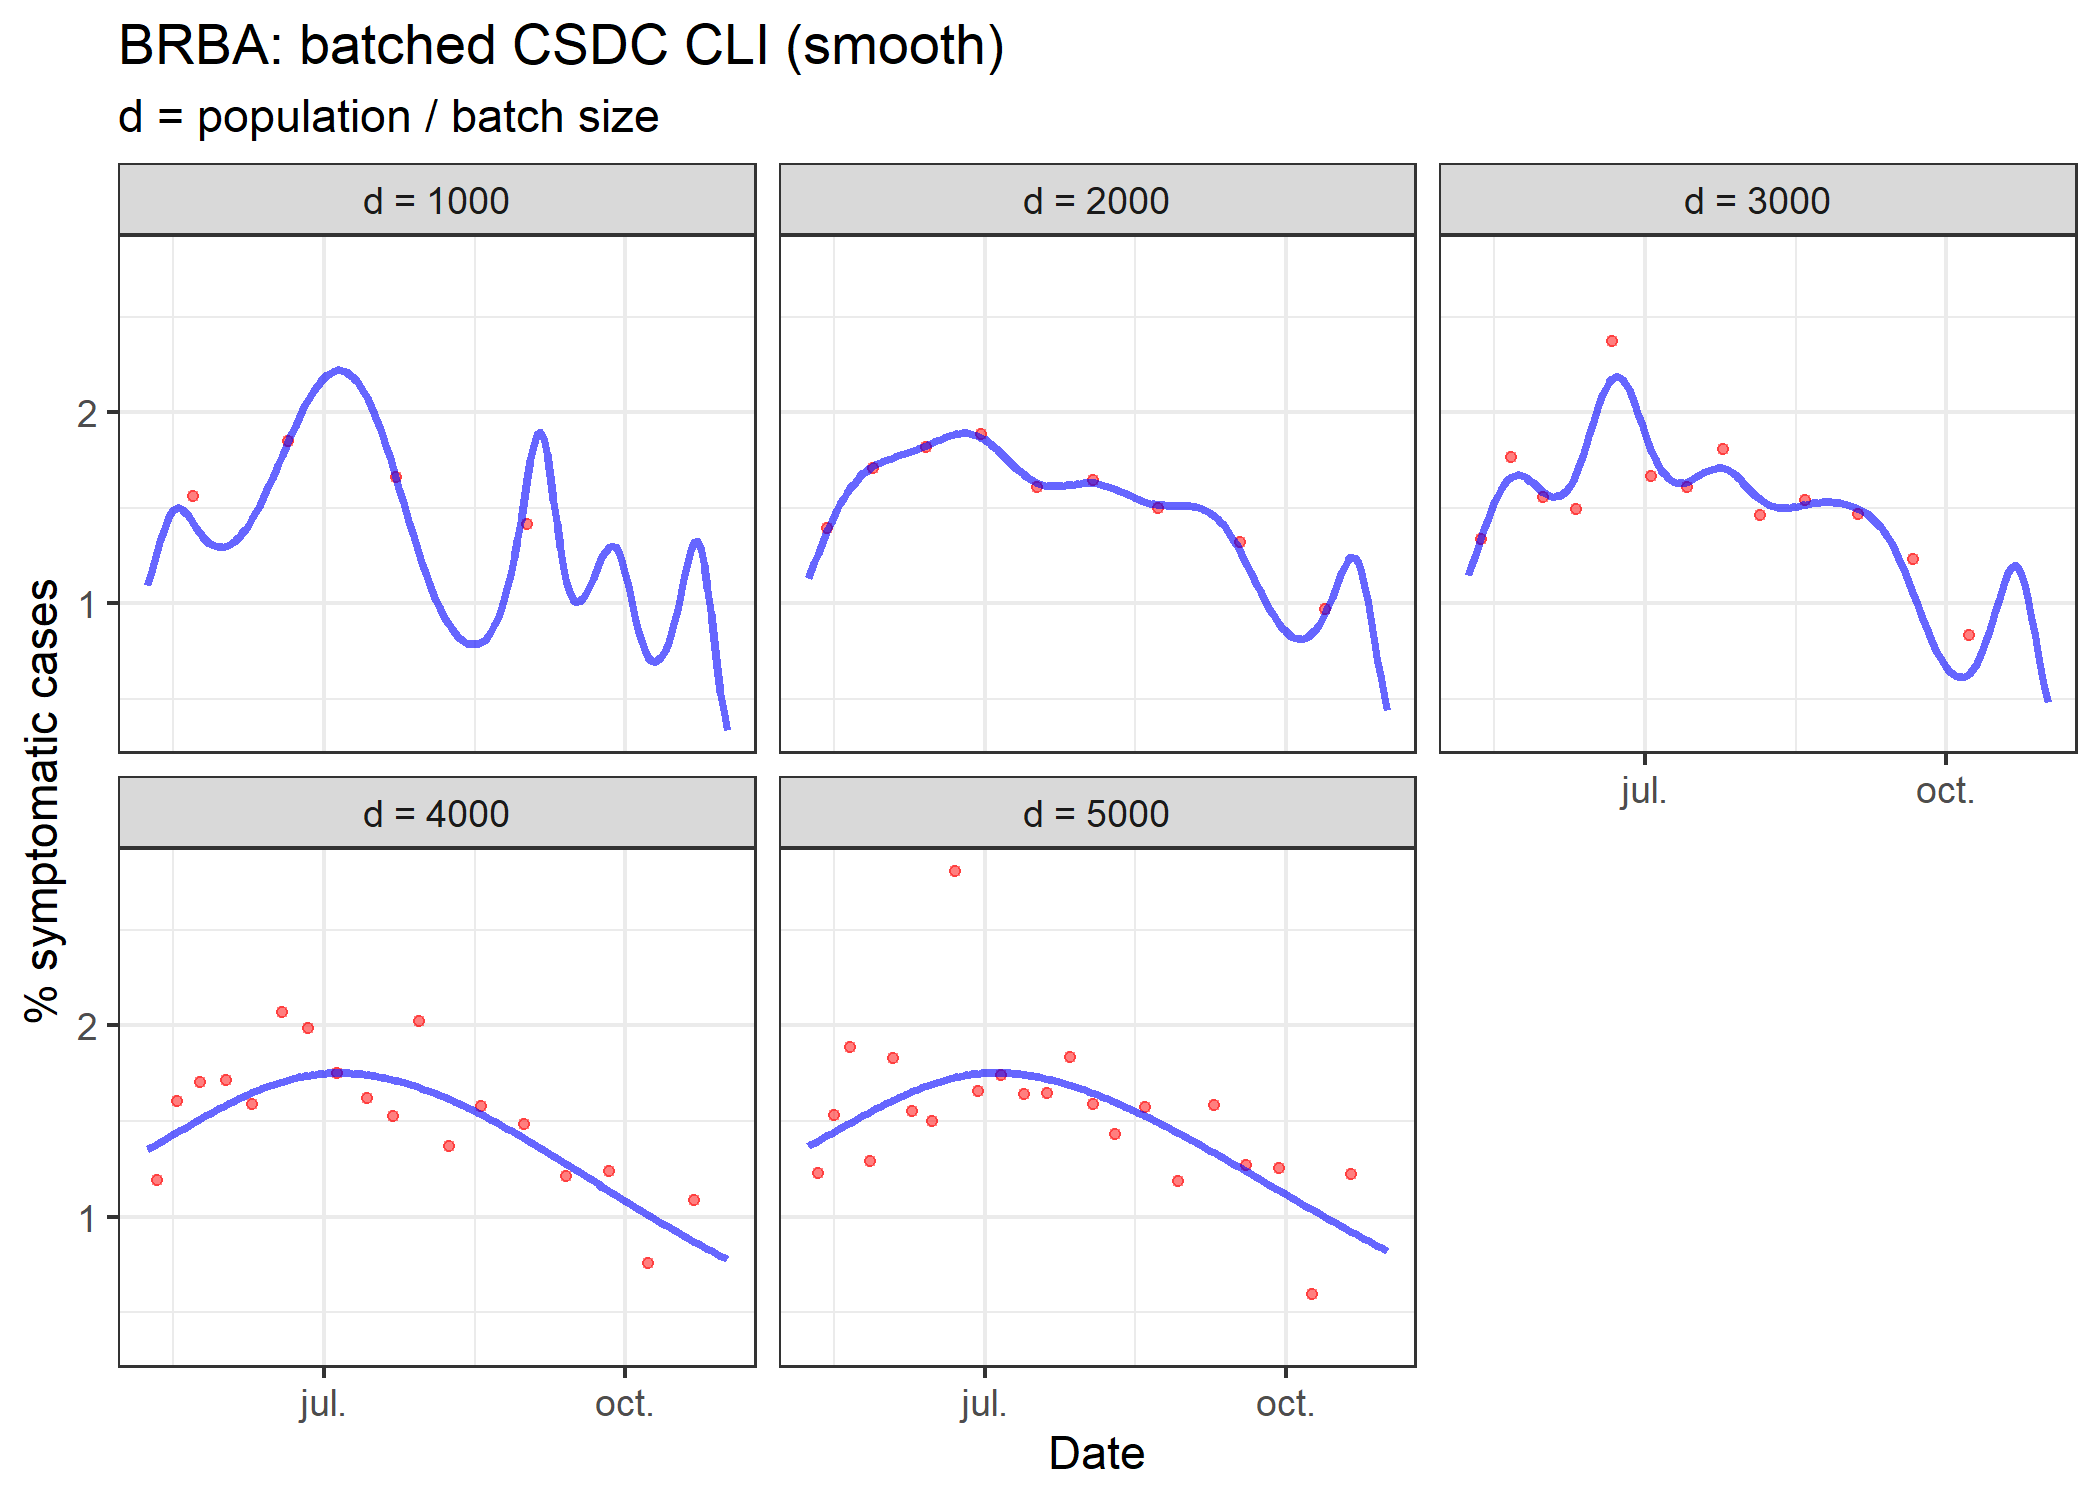 BRBA: batched CSDC CLI (smooth)
d = population / batch size
d = 1000
d = 2000
d = 3000
2
1
jul.
oct.
d = 4000
d = 5000
2
1
jul.
oct.
jul.
oct.
% symptomatic cases
Date